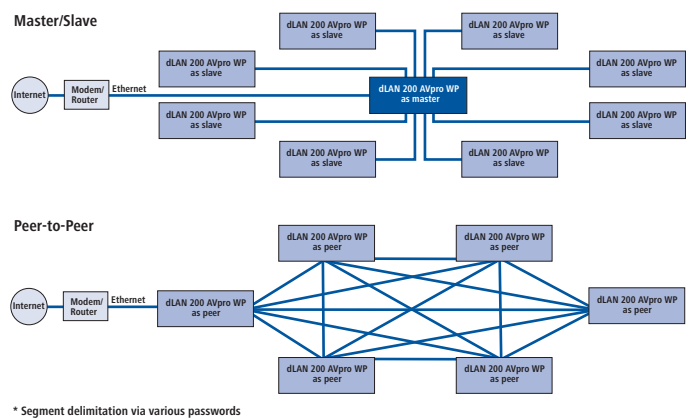 Master/Slave
dLAN 200 AVpro WP
as slave
dLAN 200 AVpro WP
as slave
dLAN 200 AVpro WP
as slave
dLAN 200 AVpro WP
as slave
Internet
Modem/
Router
Ethernet
dLAN 200 AVpro WP
as master
dLAN 200 AVpro WP
as slave
dLAN 200 AVpro WP
as slave
dLAN 200 AVpro WP
as slave
dLAN 200 AVpro WP
as slave
Peer-to-Peer
dLAN 200 AVpro WP
as peer
dLAN 200 AVpro WP
as peer
Internet
Modem/
Router
Ethernet
dLAN 200 AVpro WP
as peer
dLAN 200 AVpro WP
as peer
dLAN 200 AVpro WP
as peer
dLAN 200 AVpro WP
as peer
* Segment delimitation via various passwords